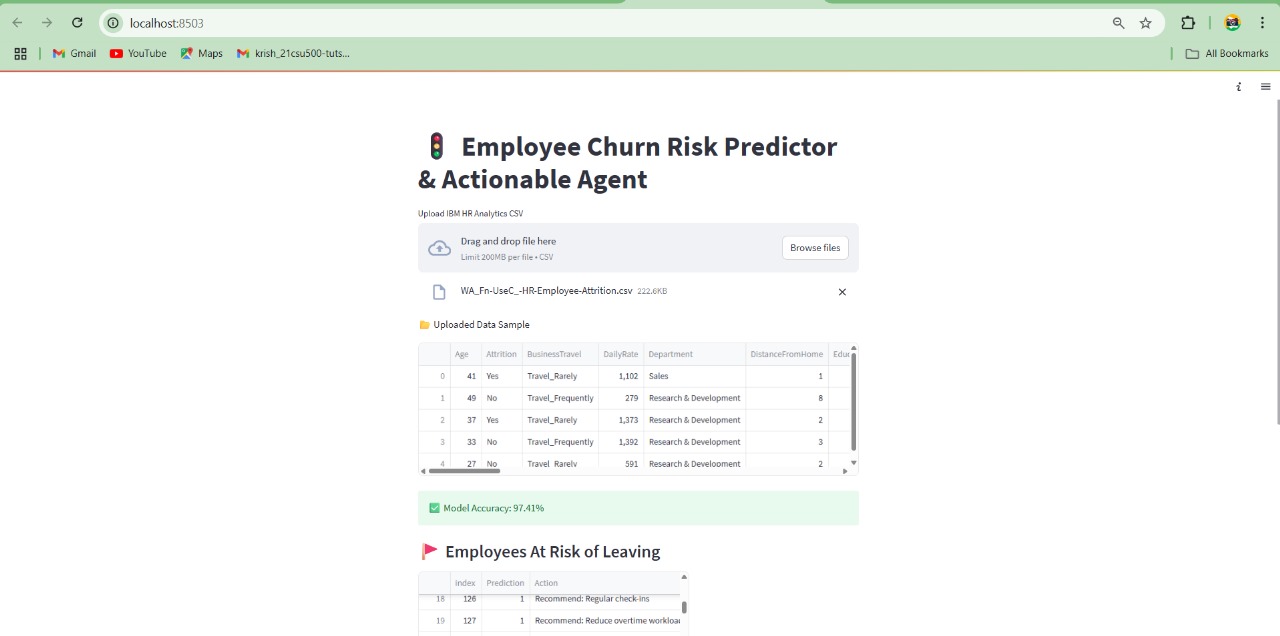 localhost:8503
Gmail YouTube Maps krish_21csu500-tuts... All Bookmarks
Employee Churn Risk Predictor
& Actionable Agent
Upload IBM HR Analytics CSV
Drag and drop file here
Limit 200MB per file • CSV
Browse files
WA_Fn-UseC_-HR-Employee-Attrition.csv 222.6KB
Uploaded Data Sample
Age Attrition BusinessTravel DailyRate Department DistanceFromHome Educ
0 41 Yes Travel_Rarely 1,102 Sales 1
1 49 No Travel_Frequently 279 Research & Development 8
2 37 Yes Travel_Rarely 1,373 Research & Development 2
3 33 No Travel_Frequently 1,392 Research & Development 3
4 27 No Travel_Rarely 591 Research & Development 2
Model Accuracy: 97.41%
Employees At Risk of Leaving
Index Prediction Action
18 126 1 Recommend: Regular check-ins
19 127 1 Recommend: Reduce overtime workloa